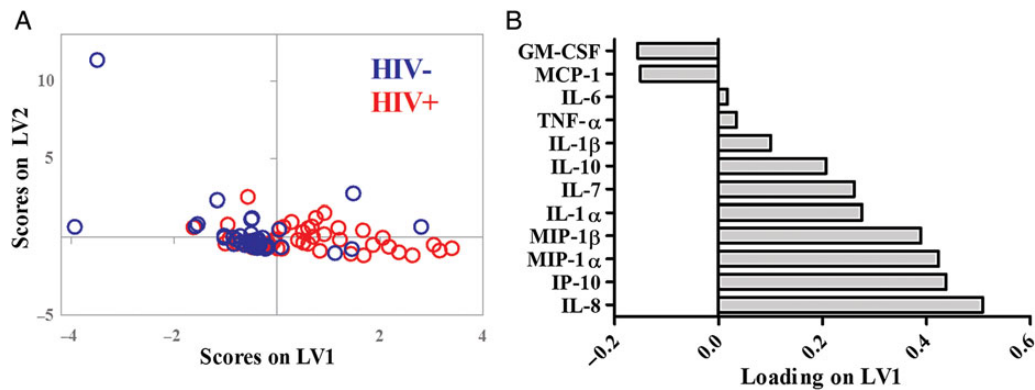 A
Scores on LV2
10
5
0
–5
HIV-
HIV+
–4
–2
0
2
4
Scores on LV1
B
GM-CSF
MCP-1
IL-6
TNF-α
IL-1β
IL-10
IL-7
IL-1α
MIP-1β
MIP-1α
IP-10
IL-8
–0.2
0.0
0.2
0.4
0.6
Loading on LV1